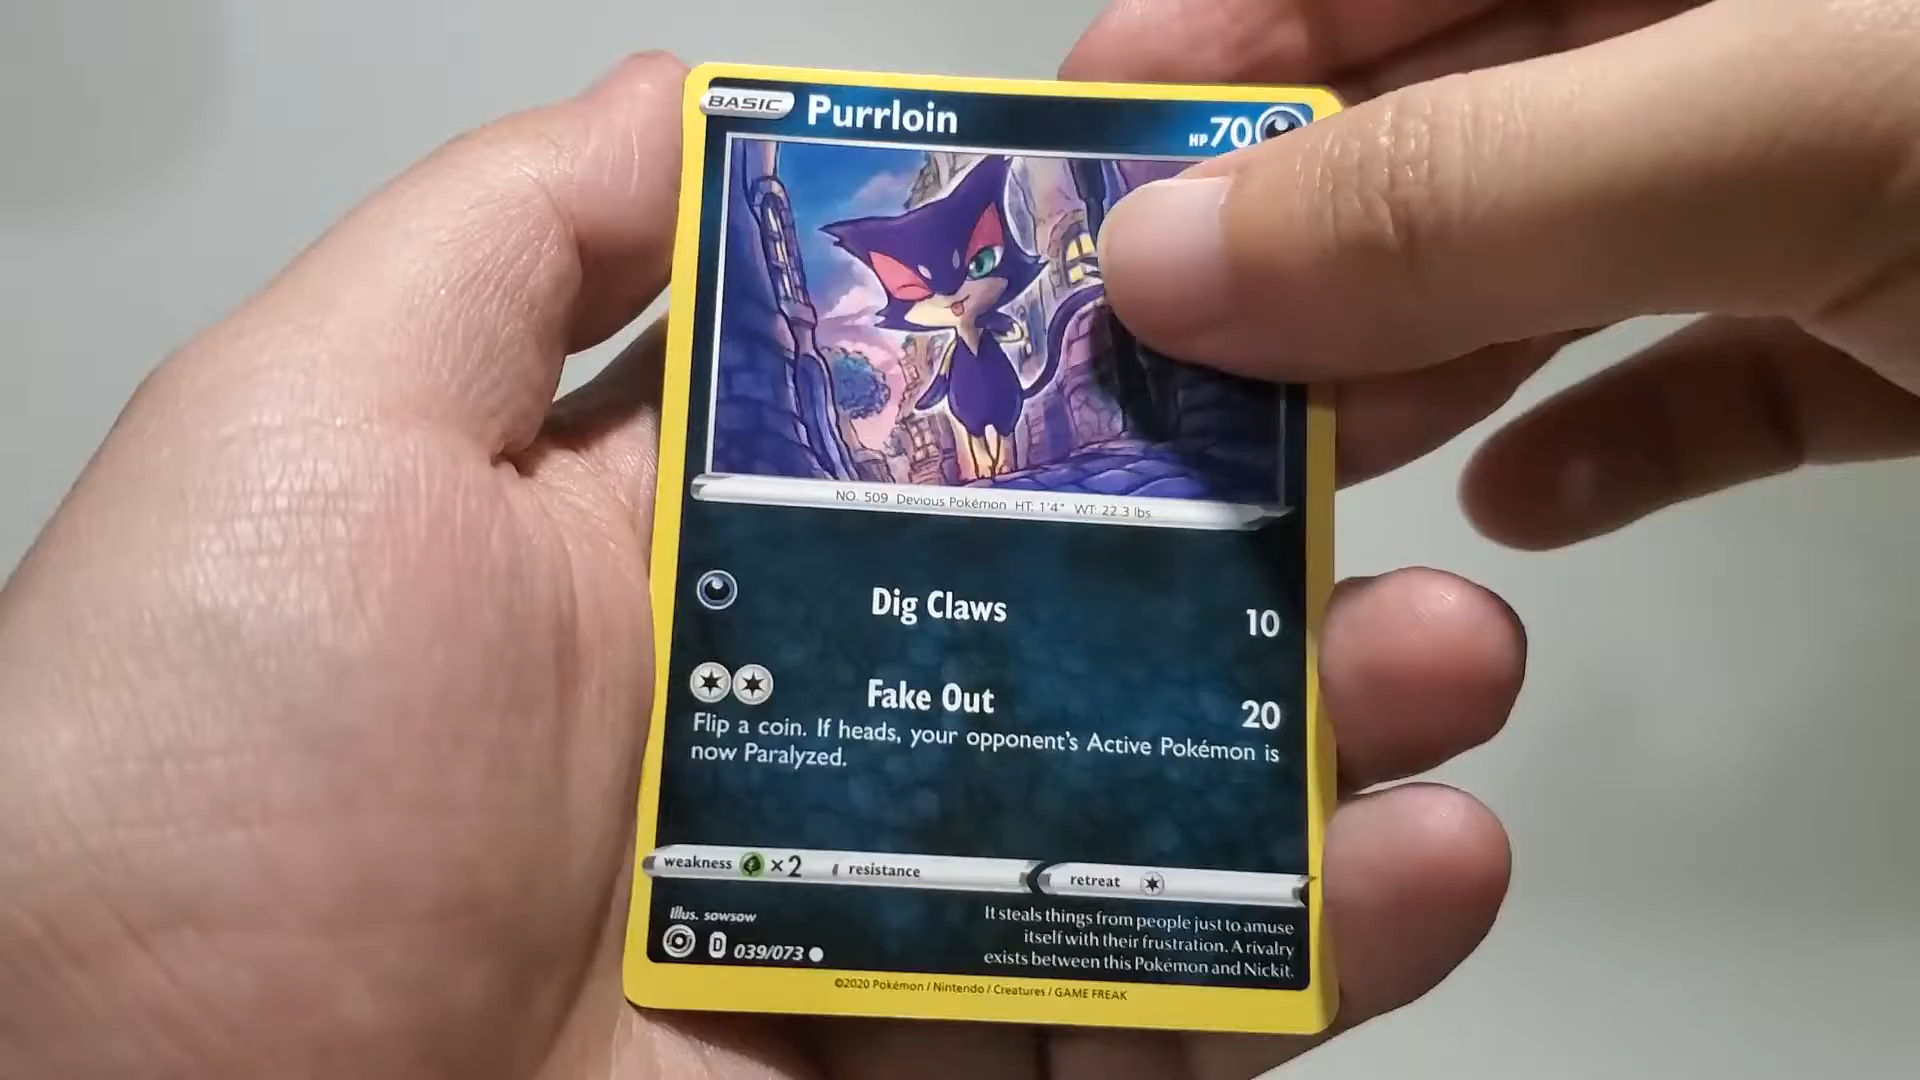 BASIC Purrloin HP 70
NO. 509 Devious Pokémon HT: 1'4" WT: 22.3 lbs.
Dig Claws 10
Fake Out 20
Flip a coin. If heads, your opponent's Active Pokémon is
now Paralyzed.
weakness ×2 resistance retreat
Illus. sowsow
D 039/073
It steals things from people just to amuse
itself with their frustration. A rivalry
exists between this Pokémon and Nickit.
©2020 Pokémon / Nintendo / Creatures / GAME FREAK